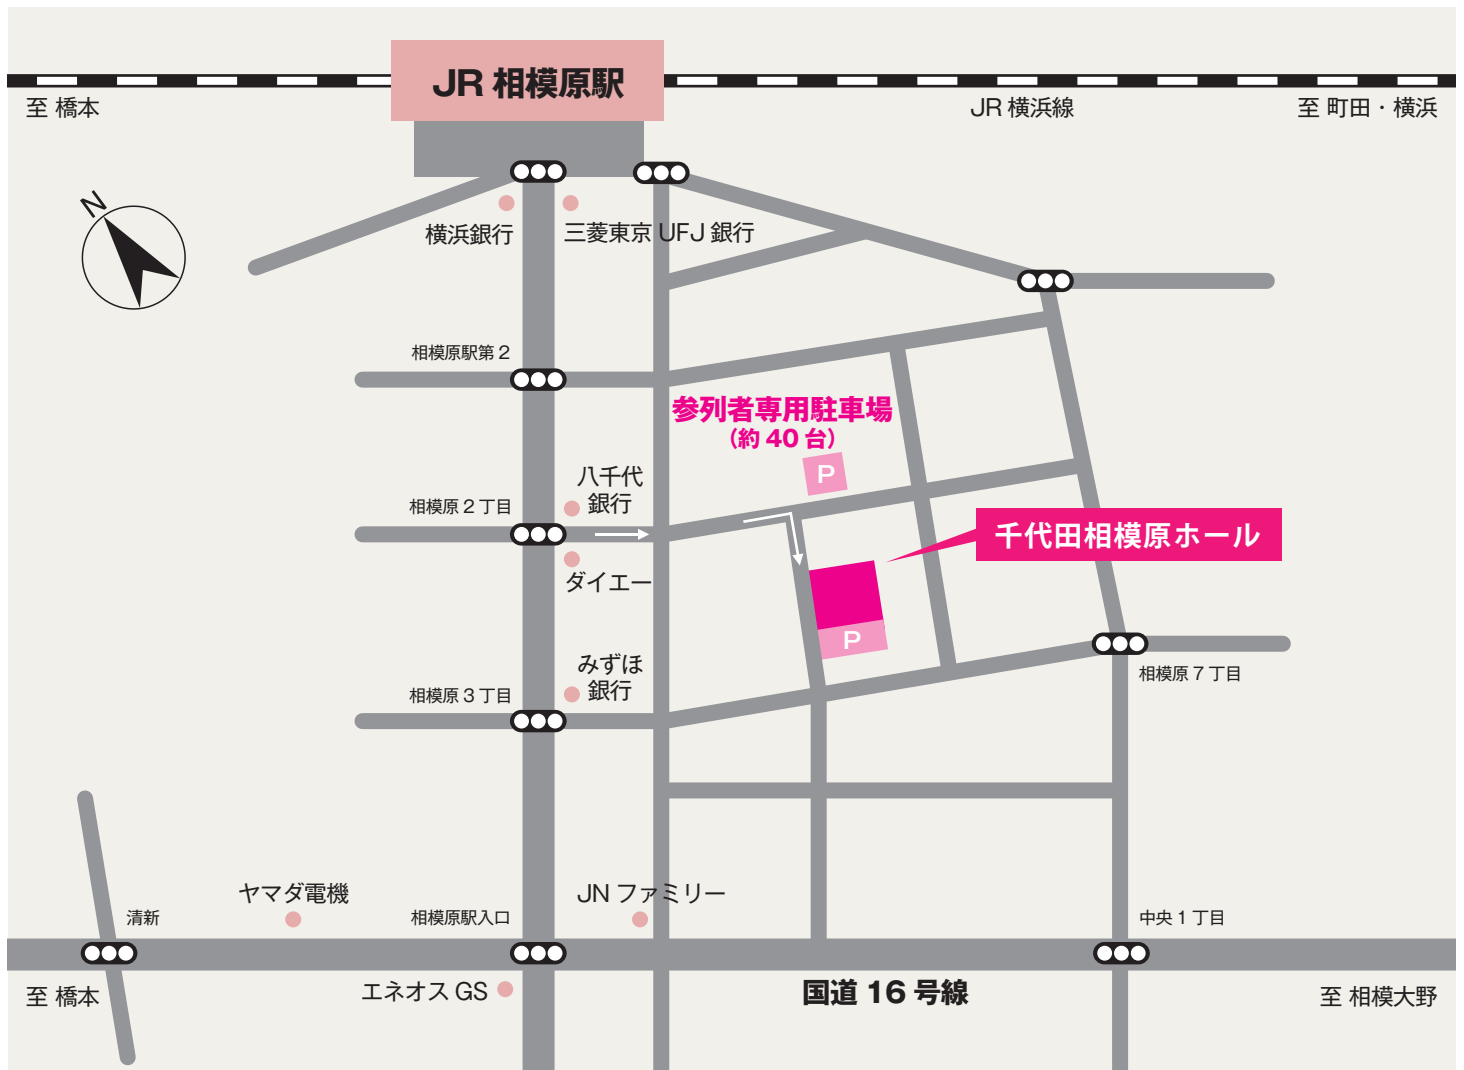 JR 相模原駅
至 橋本
JR 横浜線
至 町田・横浜
N
横浜銀行
三菱東京 UFJ 銀行
相模原駅第 2
参列者専用駐車場
（約 40 台）
P
八千代
銀行
相模原 2 丁目
千代田相模原ホール
ダイエー
P
みずほ
銀行
相模原 3 丁目
相模原 7 丁目
ヤマダ電機
JN ファミリー
清新
相模原駅入口
中央 1 丁目
至 橋本
エネオス GS
国道 16 号線
至 相模大野